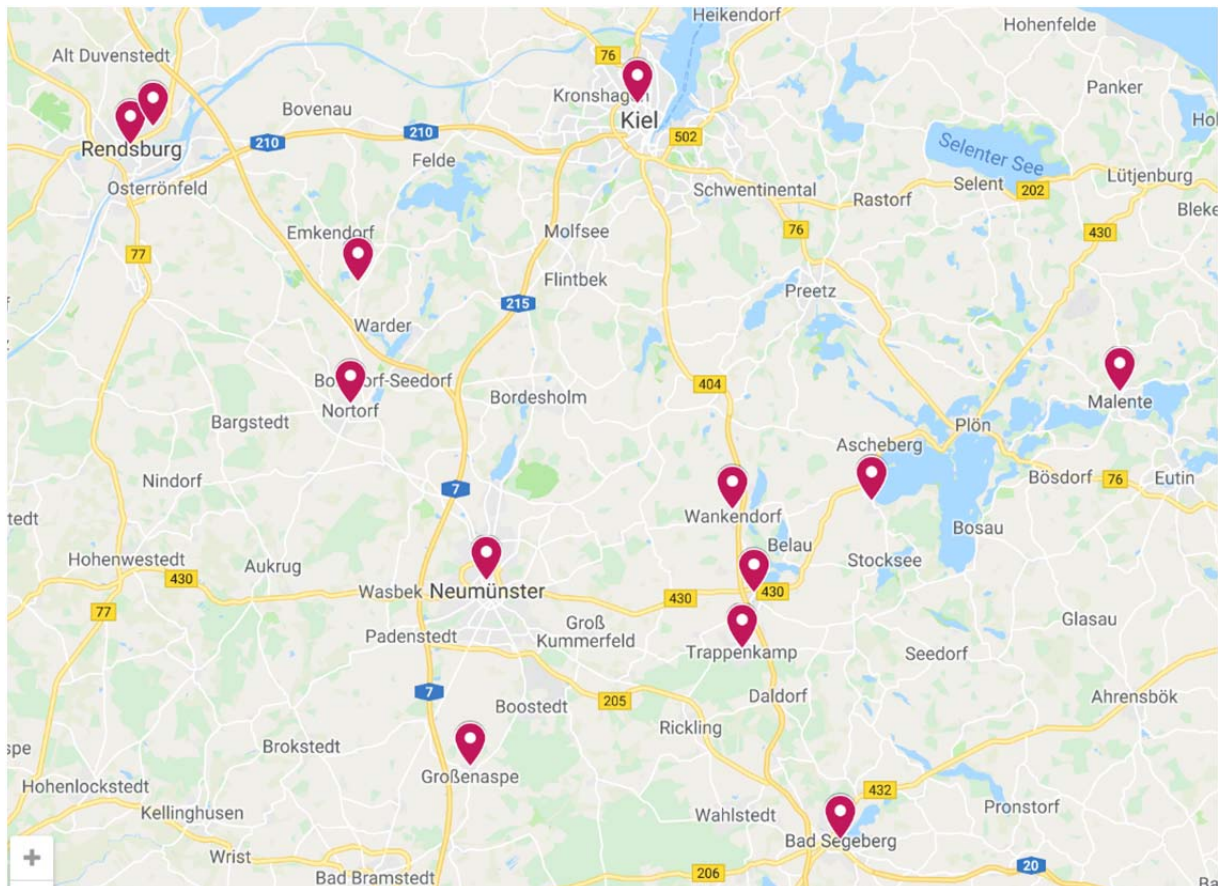 Heikendorf
Hohenfelde
Alt Duvenstedt
76
Kronshagen
Panker
Bovenau
Kiel
210
210
502
Rendsburg
Felde
Selenter See
Osterrönfeld
Schwentinental
Selent
202
Lütjenburg
Rastorf
Emkendorf
Molfsee
76
430
77
Flintbek
Preetz
215
Warder
404
Nortorf
Bordesholm
Malente
Bargstedt
Plön
Ascheberg
Nindorf
7
Bösdorf
76
Eutin
tedt
Wankendorf
Bosau
Belau
Hohenwestedt
Aukrug
Stocksee
430
Wasbek
Neumünster
430
430
77
Padenstedt
Groß
Kummerfeld
Glasau
Trappenkamp
Seedorf
7
205
Daldorf
Ahrensbök
Boostedt
Rickling
spe
Brokstedt
Großenaspe
Hohenlockstedt
432
Kellinghusen
Wahlstedt
Pronstorf
Bad Segeberg
Wrist
206
20
Bad Bramstedt
+